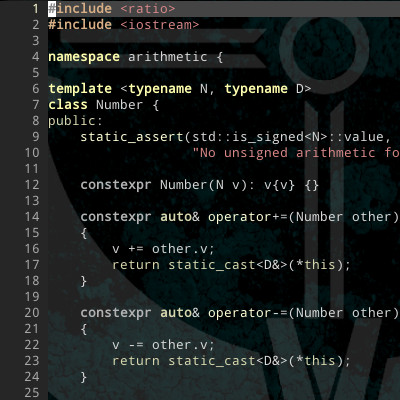 1 #include <ratio>
2 #include <iostream>
3
4 namespace arithmetic {
5
6 template <typename N, typename D>
7 class Number {
8 public:
9     static_assert(std::is_signed<N>::value,
10                   "No unsigned arithmetic fo
11
12     constexpr Number(N v): v{v} {}
13
14     constexpr auto& operator+=(Number other)
15     {
16         v += other.v;
17         return static_cast<D&>(*this);
18     }
19
20     constexpr auto& operator-=(Number other)
21     {
22         v -= other.v;
23         return static_cast<D&>(*this);
24     }
25